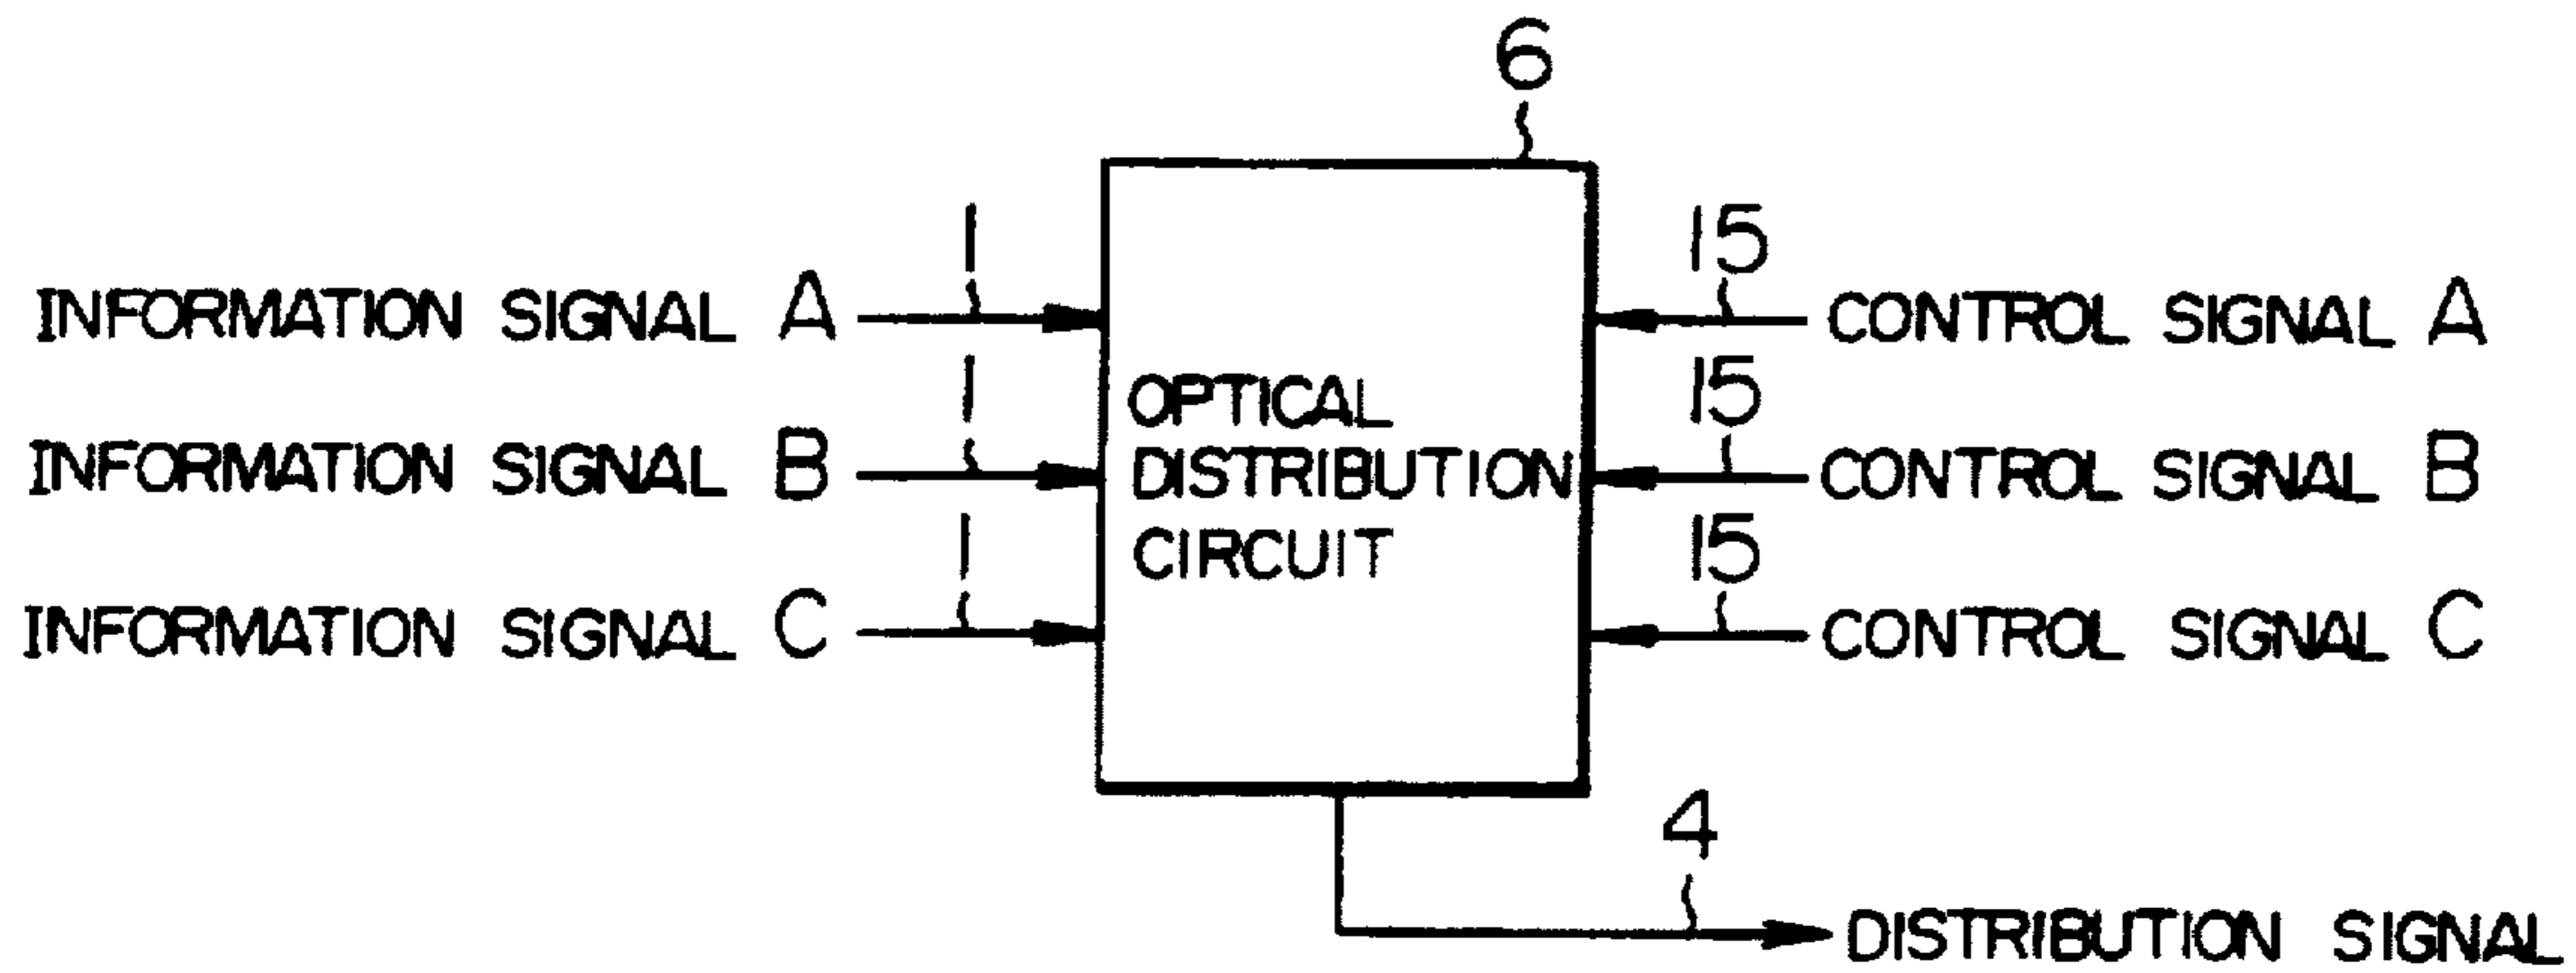 6
1
15
INFORMATION SIGNAL A
CONTROL SIGNAL A
1
15
OPTICAL
INFORMATION SIGNAL B
DISTRIBUTION
CONTROL SIGNAL B
1
15
CIRCUIT
INFORMATION SIGNAL C
CONTROL SIGNAL C
4
DISTRIBUTION SIGNAL